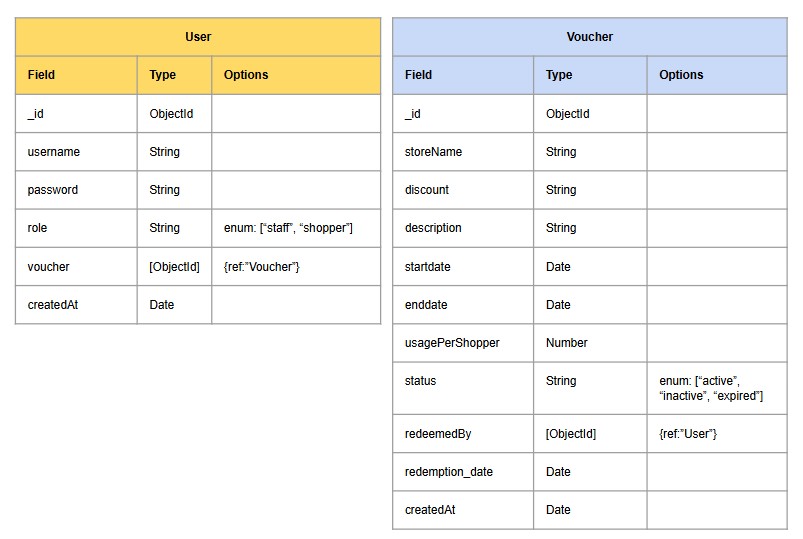 User
Field Type Options
_id ObjectId
username String
password String
role String enum: [“staff”, “shopper”]
voucher [ObjectId] {ref:”Voucher”}
createdAt Date
Voucher
Field Type Options
_id ObjectId
storeName String
discount String
description String
startdate Date
enddate Date
usagePerShopper Number
status String enum: [“active”,
“inactive”, “expired”]
redeemedBy [ObjectId] {ref:”User”}
redemption_date Date
createdAt Date